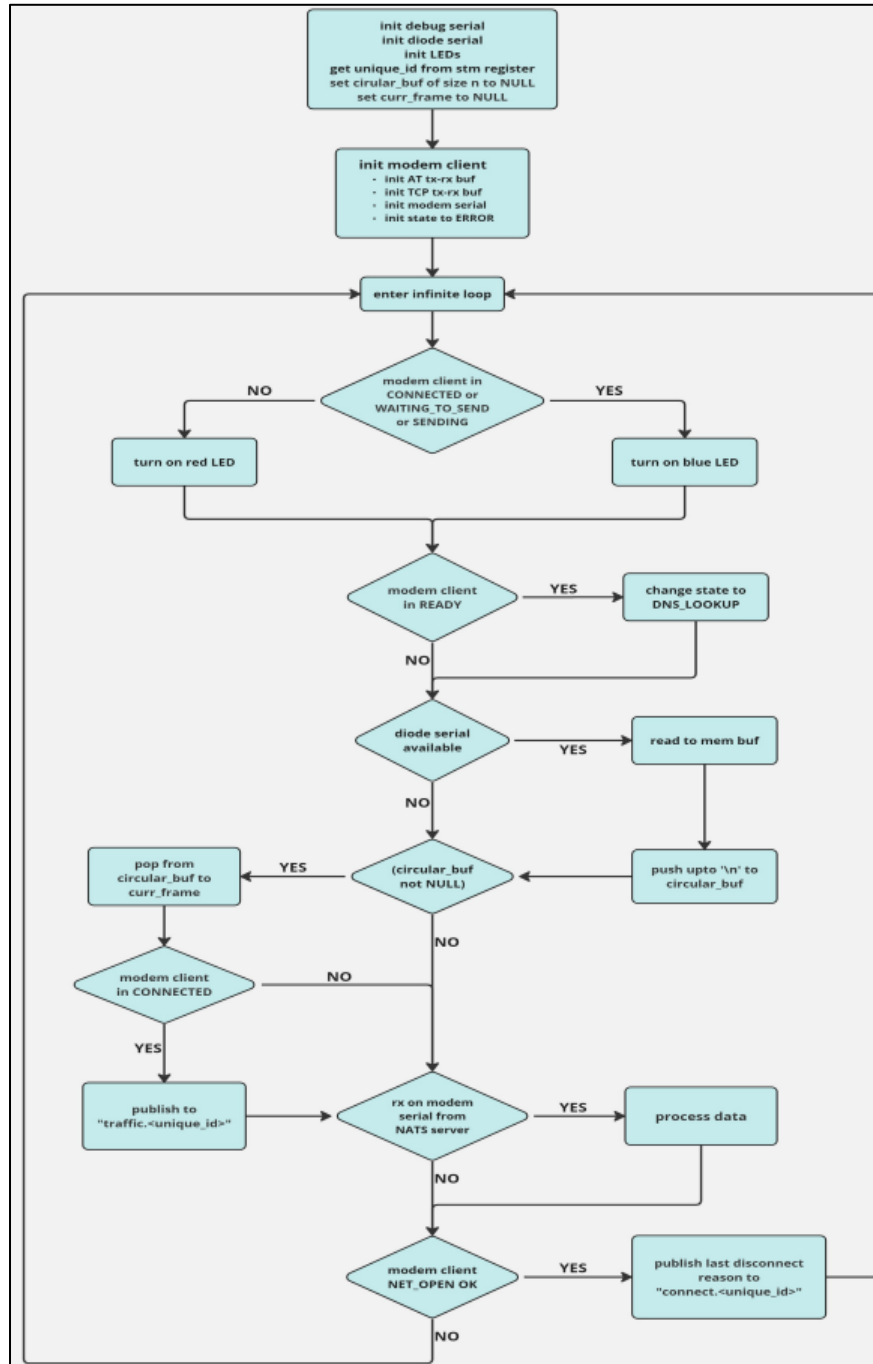 init debug serial
init diode serial
init LEDs
get unique_id from stm register
set cirular_buf of size n to NULL
set curr_frame to NULL
init modem client
- init AT tx-rx buf
- init TCP tx-rx buf
- init modem serial
- init state to ERROR
enter infinite loop
modem client in
CONNECTED or
WAITING_TO_SEND
or SENDING
NO
YES
turn on red LED
turn on blue LED
modem client
in READY
YES
change state to
DNS_LOOKUP
NO
diode serial
available
YES
read to mem buf
NO
pop from
circular_buf to
curr_frame
YES
(circular_buf
not NULL)
push upto '\n' to
circular_buf
NO
modem client
in CONNECTED
NO
YES
publish to
"traffic.<unique_id>"
rx on modem
serial from
NATS server
YES
process data
NO
modem client
NET_OPEN OK
YES
publish last disconnect
reason to
"connect.<unique_id>"
NO